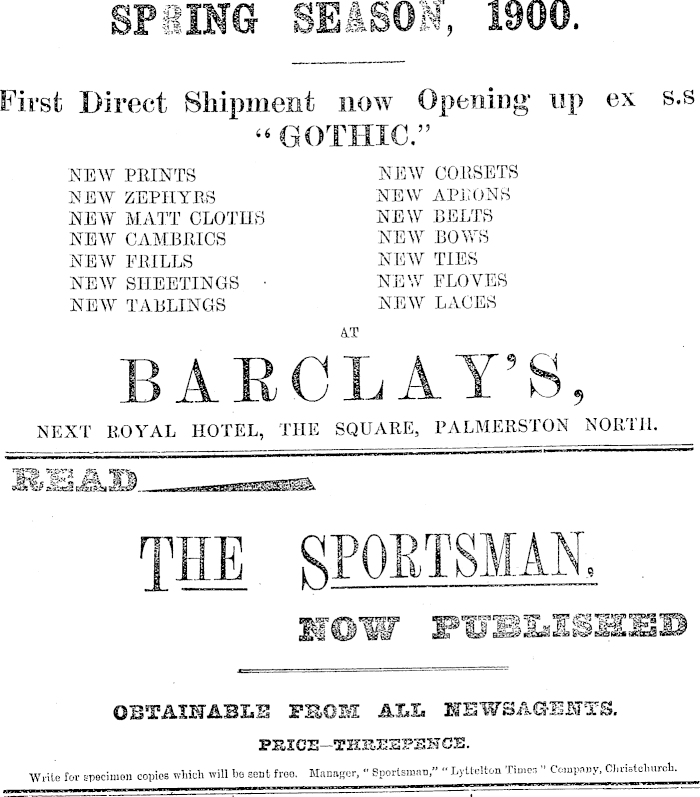 SPRING SEASON, 1900.
First Direct Shipment now Opening up ex s.s
"GOTHIC."
NEW PRINTS
NEW ZEPHYRS
NEW MATT CLOTHS
NEW CAMBRICS
NEW FRILLS
NEW SHEETINGS
NEW TABLINGS
NEW CORSETS
NEW APRONS
NEW BELTS
NEW BOWS
NEW TIES
NEW FLOVES
NEW LACES
AT
BARCLAY'S,
NEXT ROYAL HOTEL, THE SQUARE, PALMERSTON NORTH.
READ
THE SPORTSMAN,
NOW PUBLISHED
OBTAINABLE FROM ALL NEWSAGENTS.
PRICE—THREEPENCE.
Write for specimen copies which will be sent free. Manager, "Sportsman," "Lyttelton Times" Company, Christchurch.